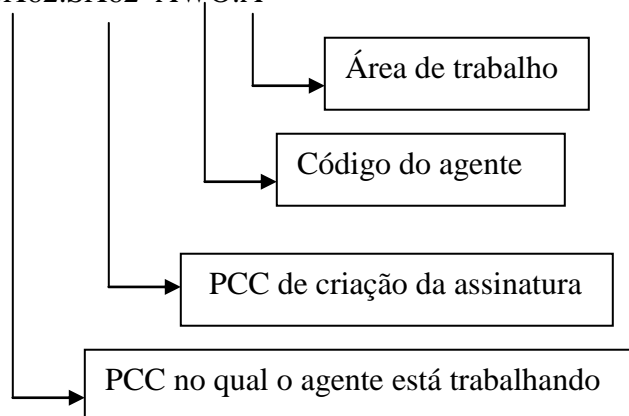 Área de trabalho
Código do agente
PCC de criação da assinatura
PCC no qual o agente está trabalhando